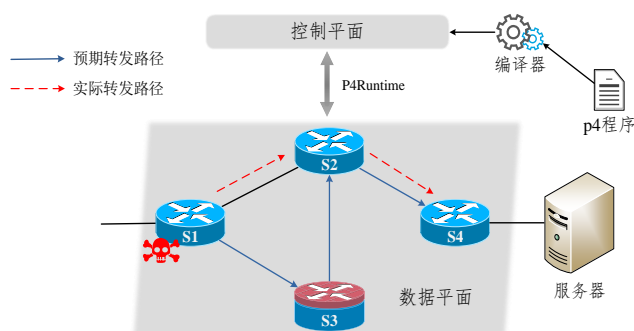 控制平面
预期转发路径
实际转发路径
P4Runtime
编译器
p4程序
S2
S1
S4
S3
数据平面
服务器